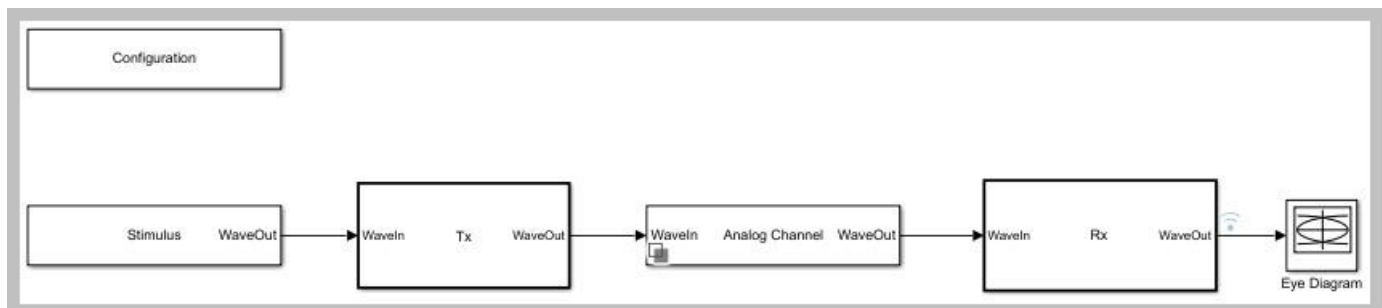 Configuration
Stimulus WaveOut
WaveIn Tx WaveOut
WaveIn Analog Channel WaveOut
WaveIn Rx WaveOut
Eye Diagram